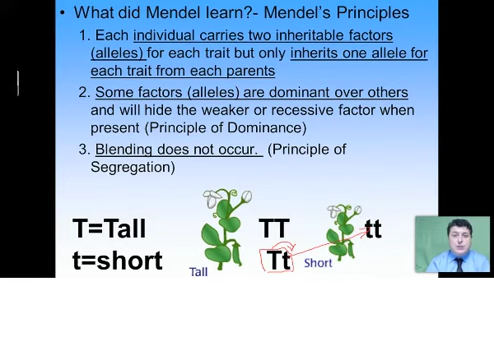 • What did Mendel learn?- Mendel's Principles
1. Each individual carries two inheritable factors
(alleles) for each trait but only inherits one allele for
each trait from each parents
2. Some factors (alleles) are dominant over others
and will hide the weaker or recessive factor when
present (Principle of Dominance)
3. Blending does not occur. (Principle of
Segregation)
T=Tall
t=short
Tall
TT
Tt
Short
tt